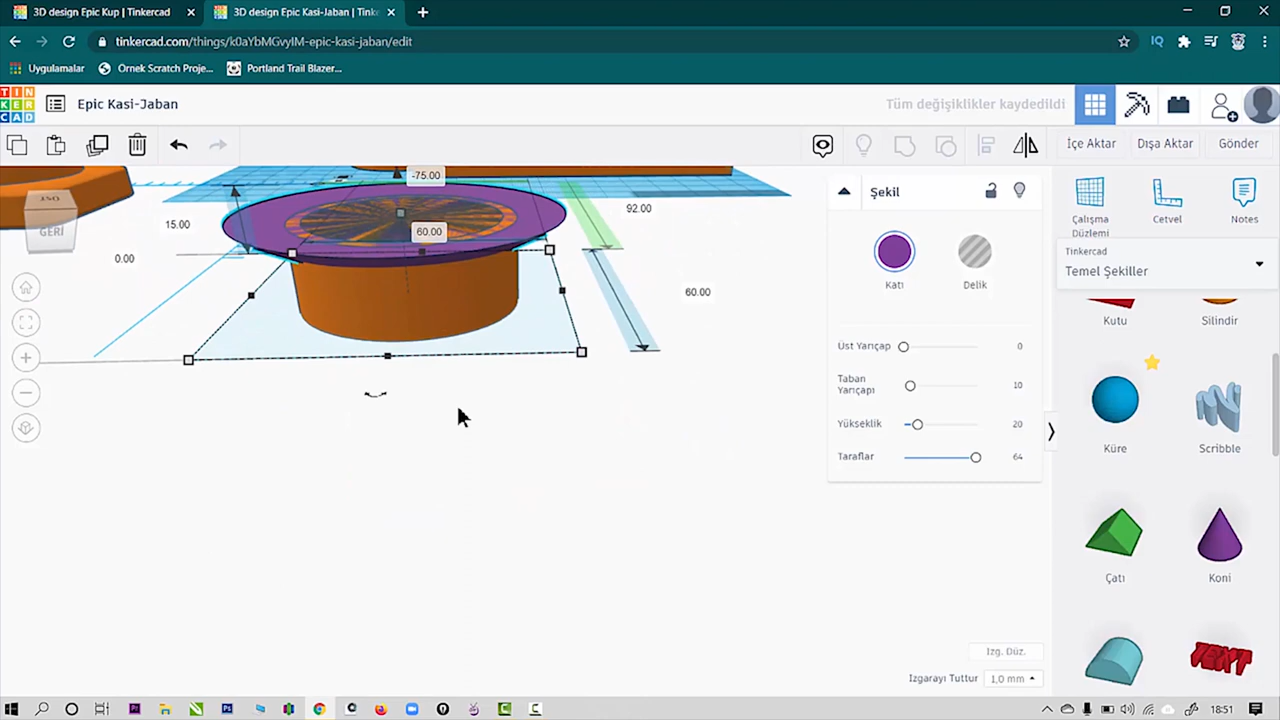 3D design Epic Kup | Tinkercad
3D design Epic Kasi-Jaban | Tinke
tinkercad.com/things/k0aYbMGvyIM-epic-kasi-jaban/edit
Uygulamalar
Örnek Scratch Proje...
Portland Trail Blazer...
TIN
KER
CAD
Epic Kasi-Jaban
Tüm değişiklikler kaydedildi
İçe Aktar
Dışa Aktar
Gönder
-75.00
92.00
15.00
60.00
0.00
60.00
ÜST
GERİ
Şekil
Katı
Delik
Üst Yarıçap
0
Taban
Yarıçapı
10
Yükseklik
20
Taraflar
64
Çalışma
Düzlemi
Cetvel
Notes
Tinkercad
Temel Şekiller
Kutu
Silindir
Küre
Scribble
Çatı
Koni
TEXT
Izg. Düz.
Izgarayı Tuttur
1,0 mm
18:51